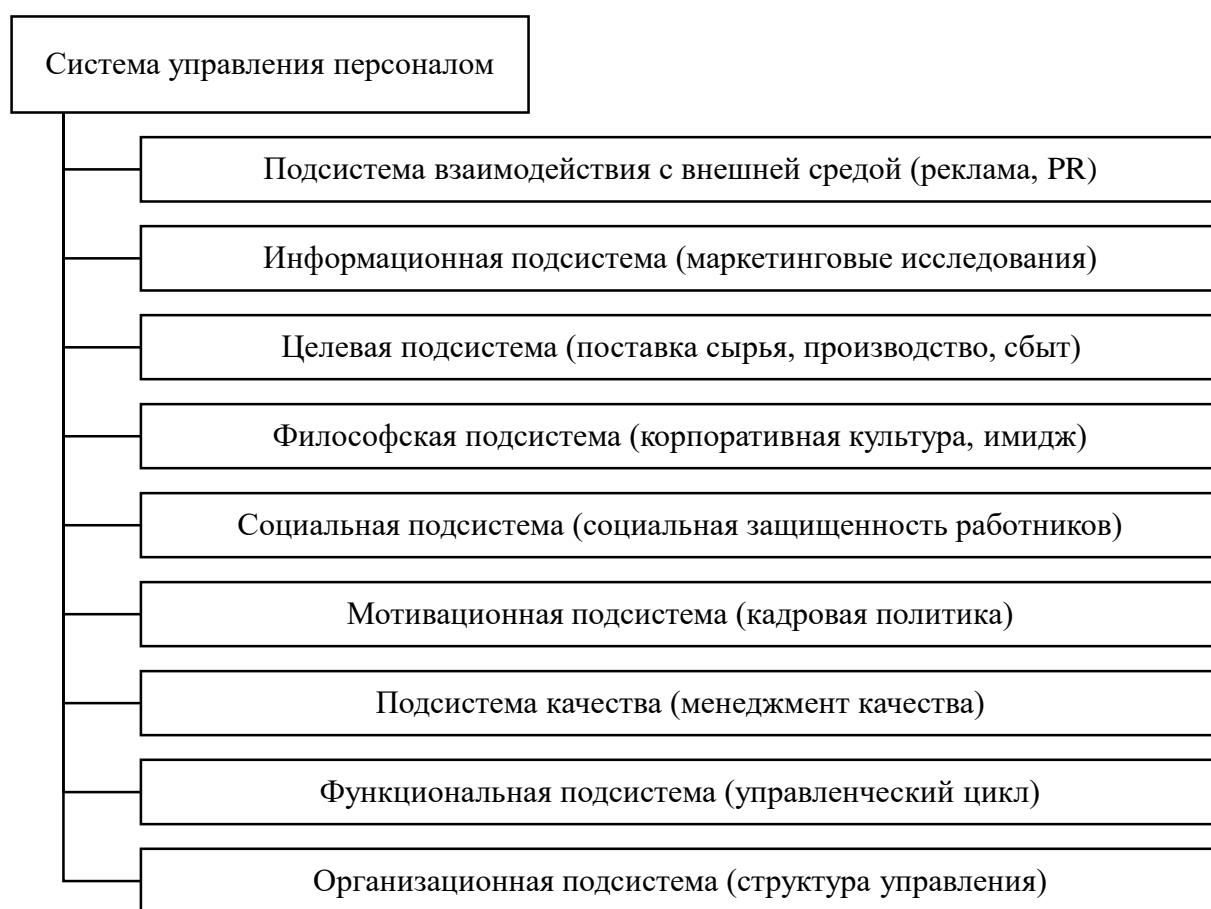 Система управления персоналом
Подсистема взаимодействия с внешней средой (реклама, PR)
Информационная подсистема (маркетинговые исследования)
Целевая подсистема (поставка сырья, производство, сбыт)
Философская подсистема (корпоративная культура, имидж)
Социальная подсистема (социальная защищенность работников)
Мотивационная подсистема (кадровая политика)
Подсистема качества (менеджмент качества)
Функциональная подсистема (управленческий цикл)
Организационная подсистема (структура управления)